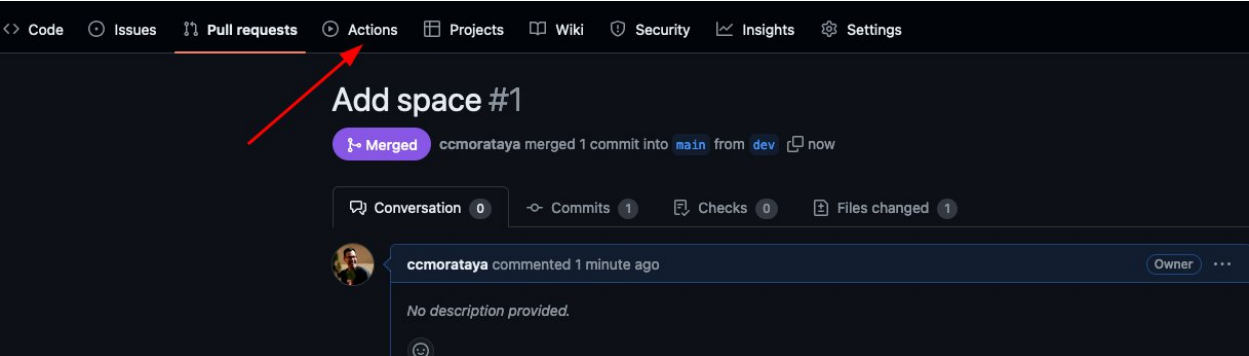 Code Issues Pull requests Actions Projects Wiki Security Insights Settings
Add space #1
Merged ccmorataya merged 1 commit into main from dev now
Conversation 0 Commits 1 Checks 0 Files changed 1
ccmorataya commented 1 minute ago Owner
No description provided.